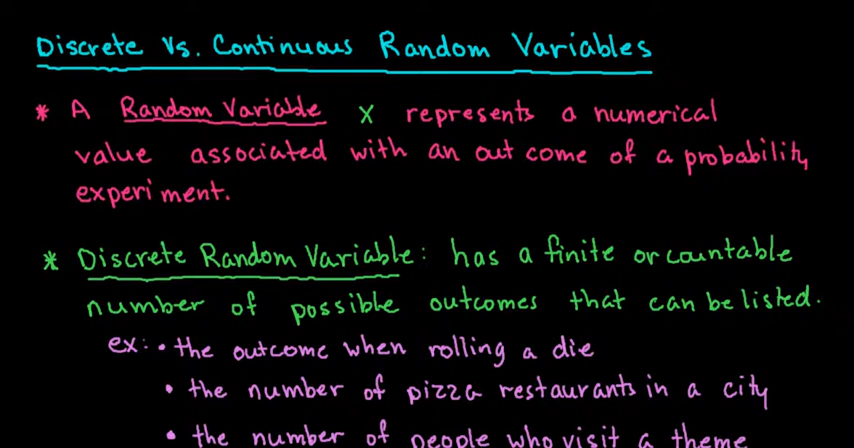 Discrete vs. Continuous Random Variables
* A Random Variable X represents a numerical
value associated with an out come of a probability
experiment.
* Discrete Random Variable: has a finite or countable
number of possible outcomes that can be listed.
ex: • the outcome when rolling a die
• the number of pizza restaurants in a city
• the number of people who visit a theme